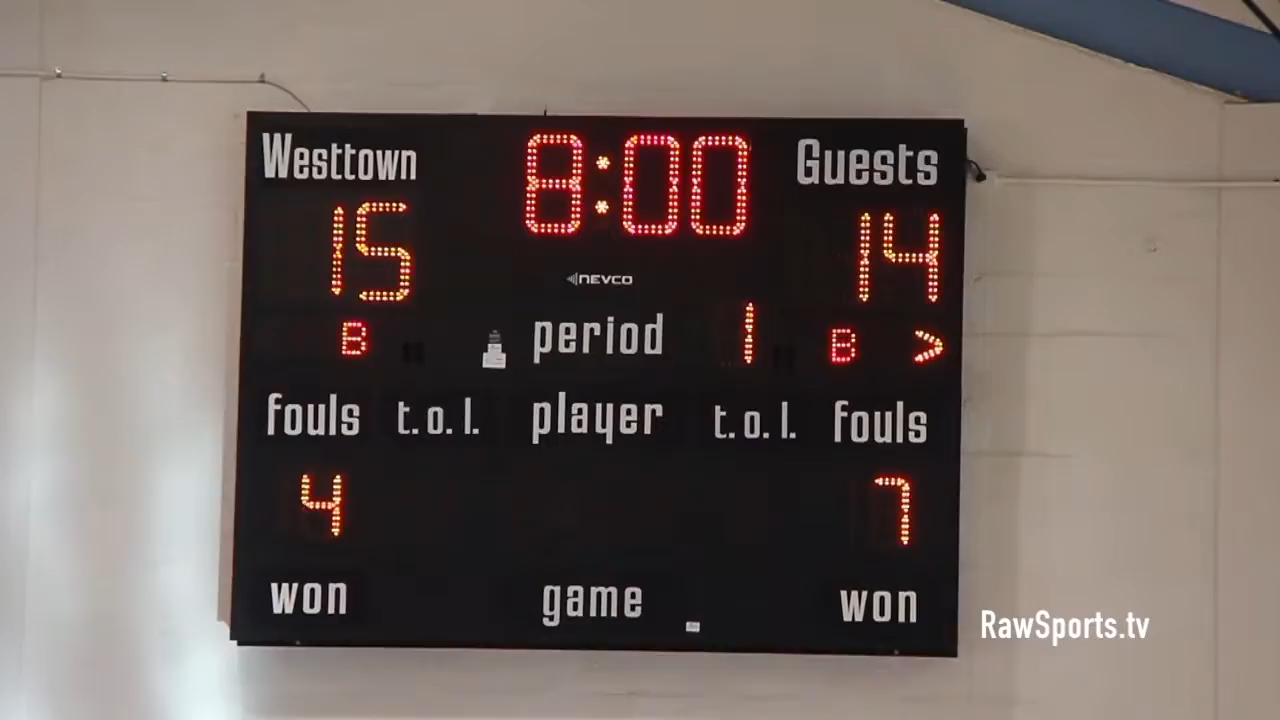 Westtown 8:00 Guests
15 14
NEVCO
B period 1 B >
fouls t.o.l. player t.o.l. fouls
4 7
won game won
RawSports.tv